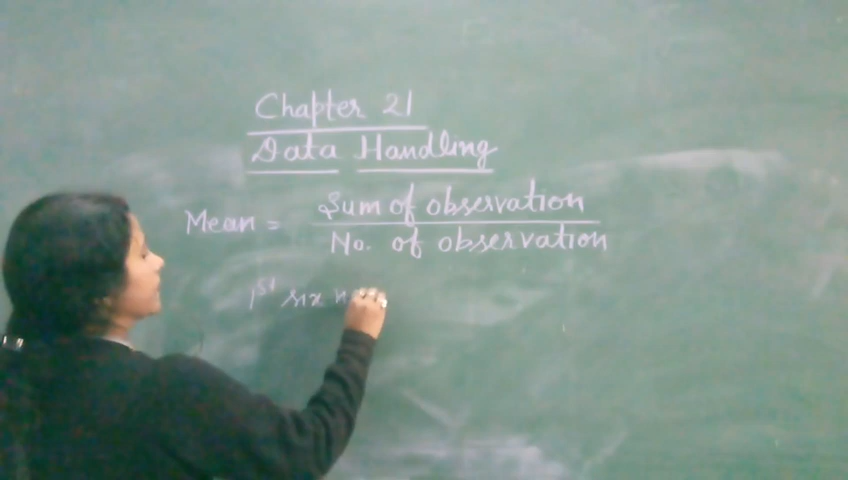 Chapter 21
Data Handling
Mean = Sum of observation
No. of observation
1st six